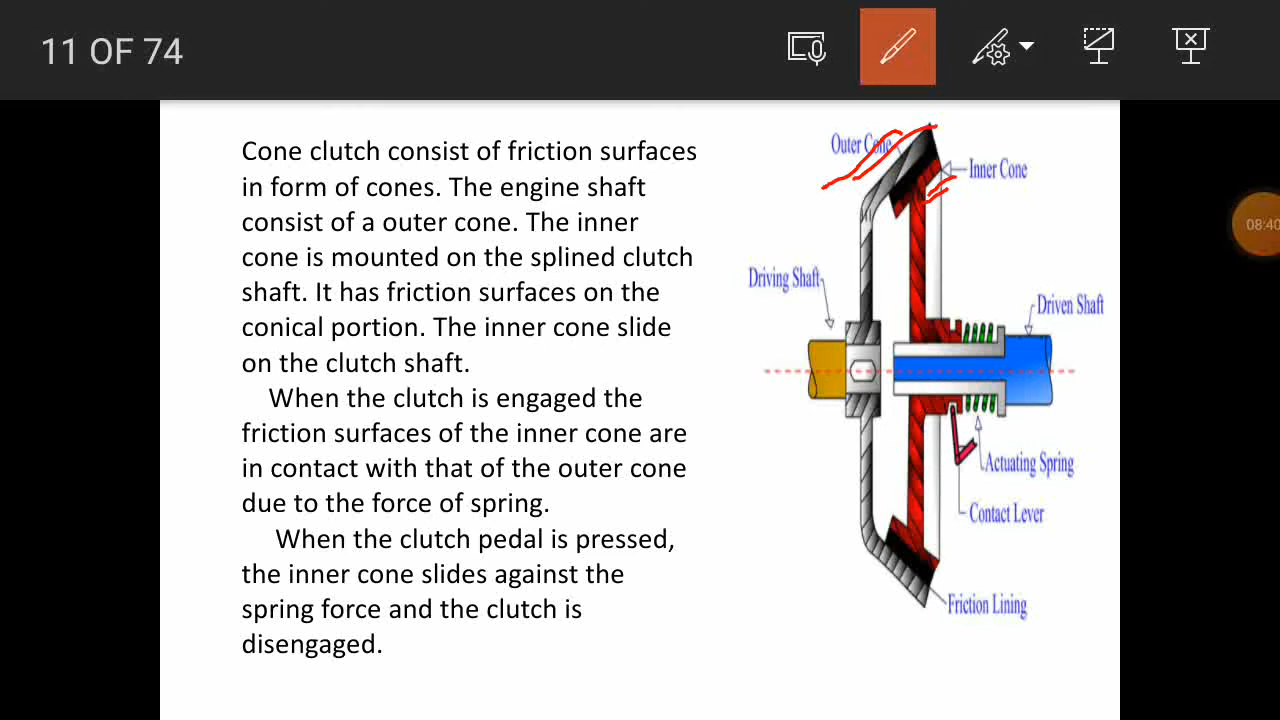 11 OF 74
Cone clutch consist of friction surfaces
in form of cones. The engine shaft
consist of a outer cone. The inner
cone is mounted on the splined clutch
shaft. It has friction surfaces on the
conical portion. The inner cone slide
on the clutch shaft.
When the clutch is engaged the
friction surfaces of the inner cone are
in contact with that of the outer cone
due to the force of spring.
When the clutch pedal is pressed,
the inner cone slides against the
spring force and the clutch is
disengaged.
Outer Cone
Inner Cone
Driving Shaft
Driven Shaft
Actuating Spring
Contact Lever
Friction Lining
08:40